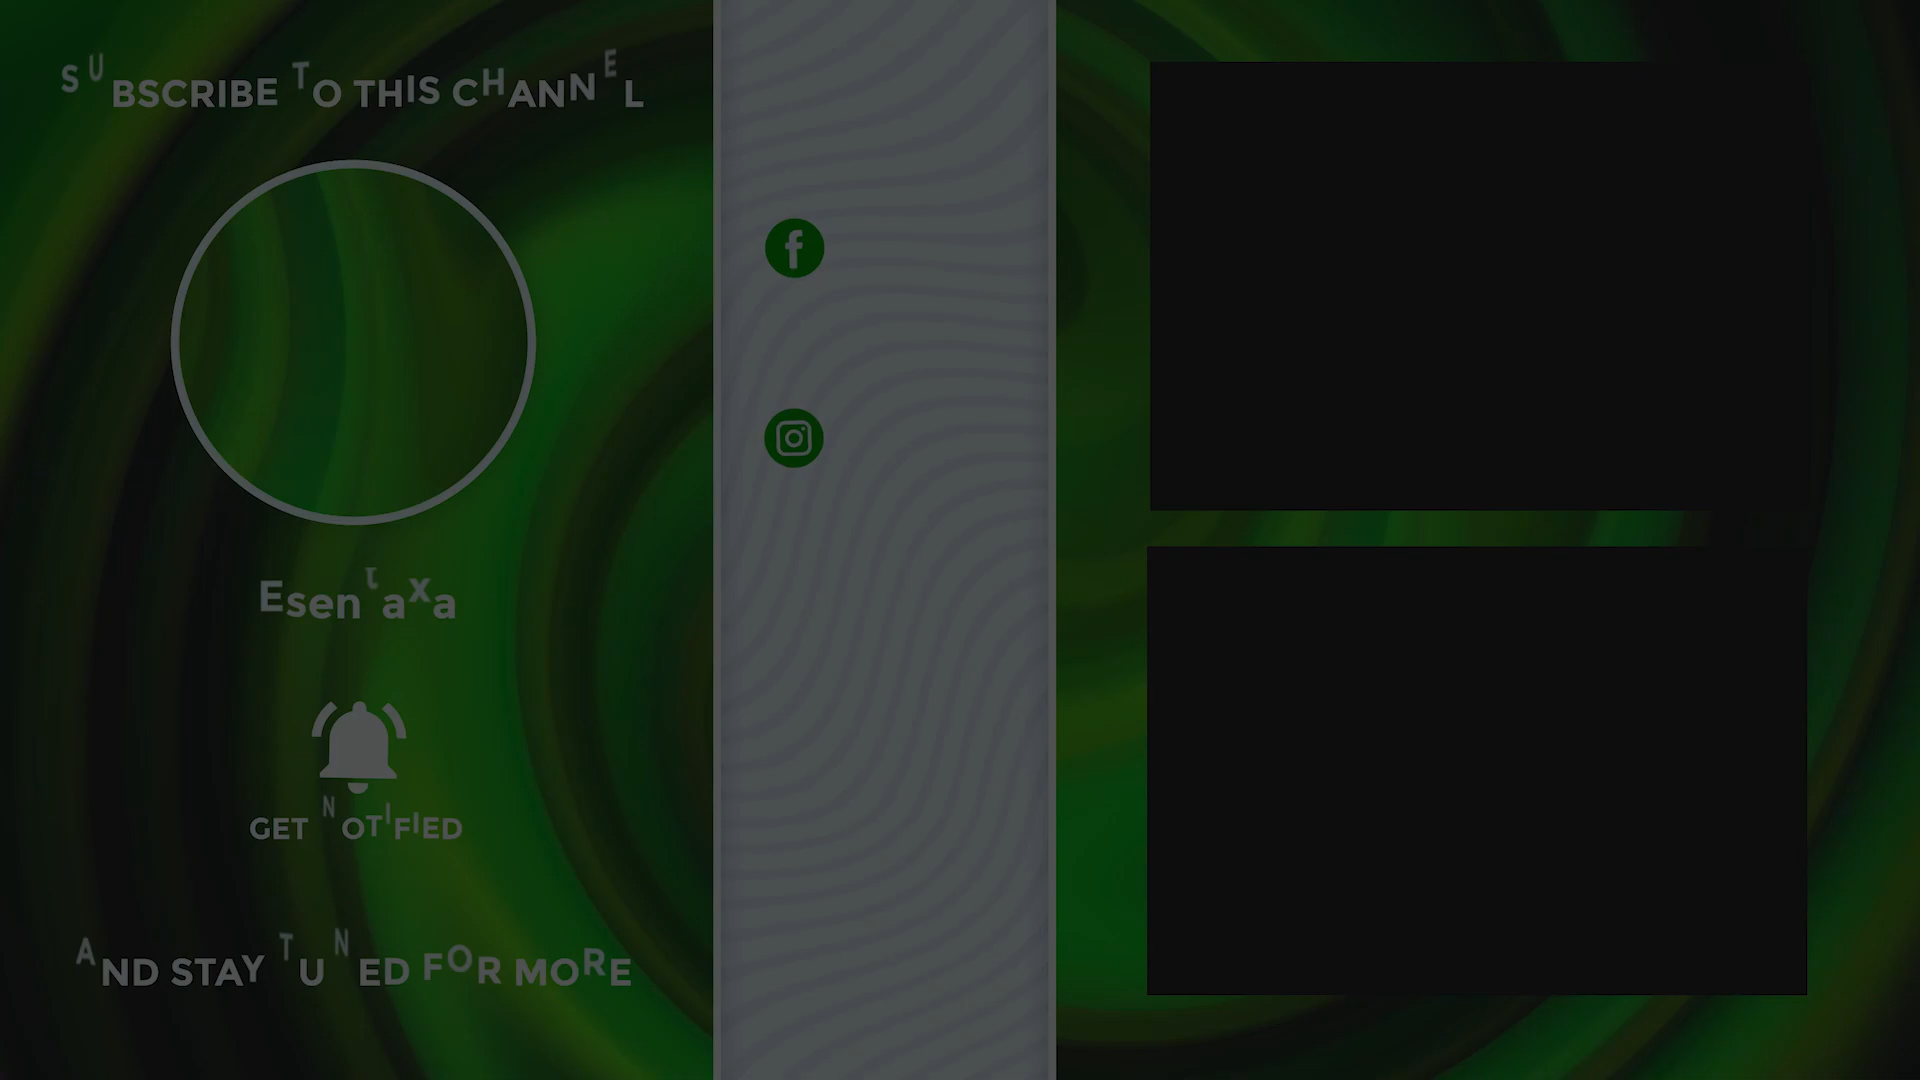 SUBSCRIBE TO THIS CHANNEL
Esentaxa
GET NOTIFIED
AND STAY TUNED FOR MORE